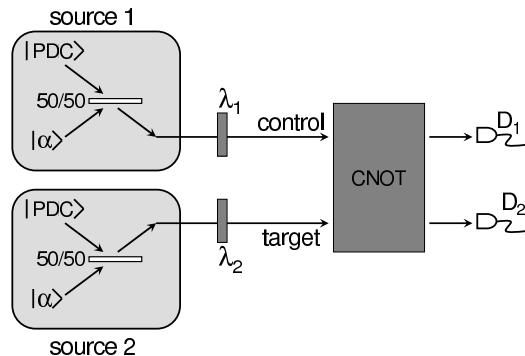 source 1
|PDC⟩
50/50
|α⟩
λ1
control
CNOT
D1
|PDC⟩
50/50
|α⟩
target
λ2
D2
source 2